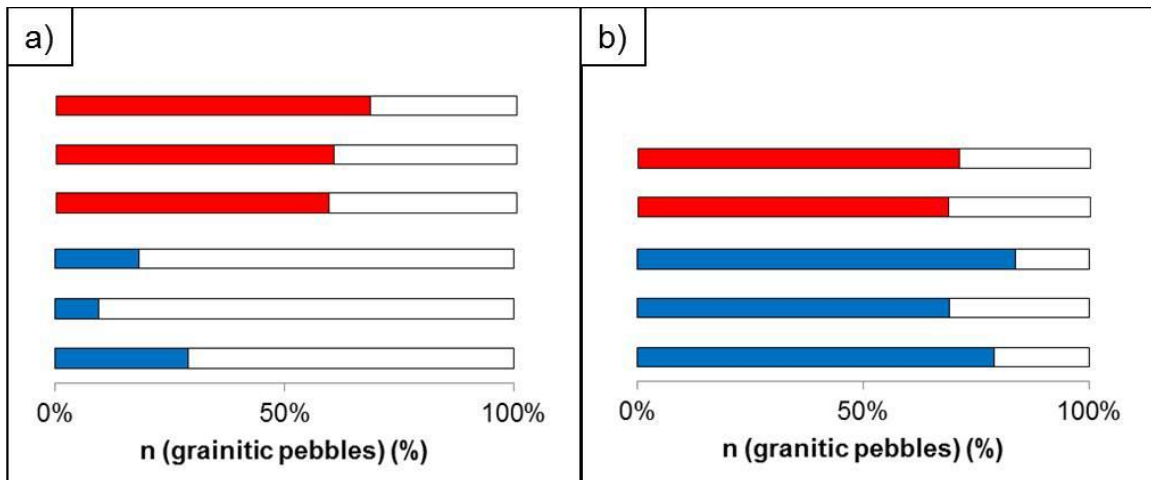 a)
0% 50% 100%
n (grainitic pebbles) (%)
b)
0% 50% 100%
n (granitic pebbles) (%)